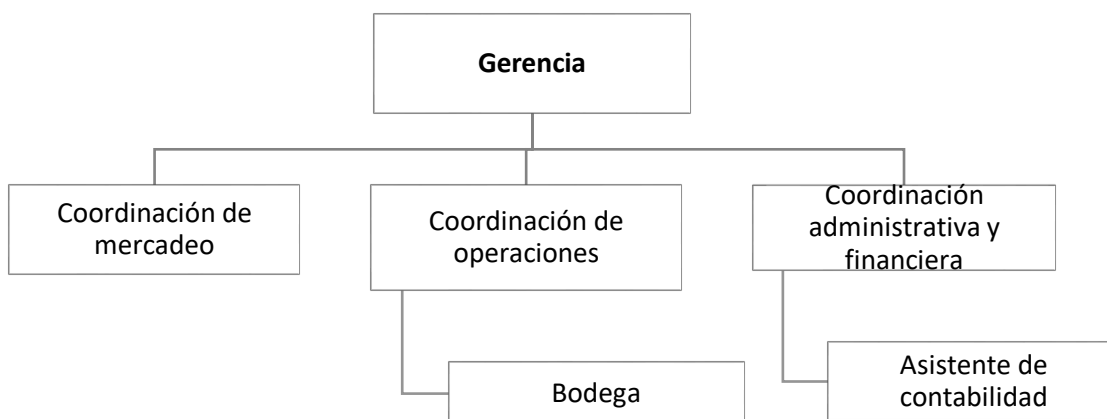 Gerencia
Coordinación de
mercadeo
Coordinación de
operaciones
Coordinación
administrativa y
financiera
Bodega
Asistente de
contabilidad